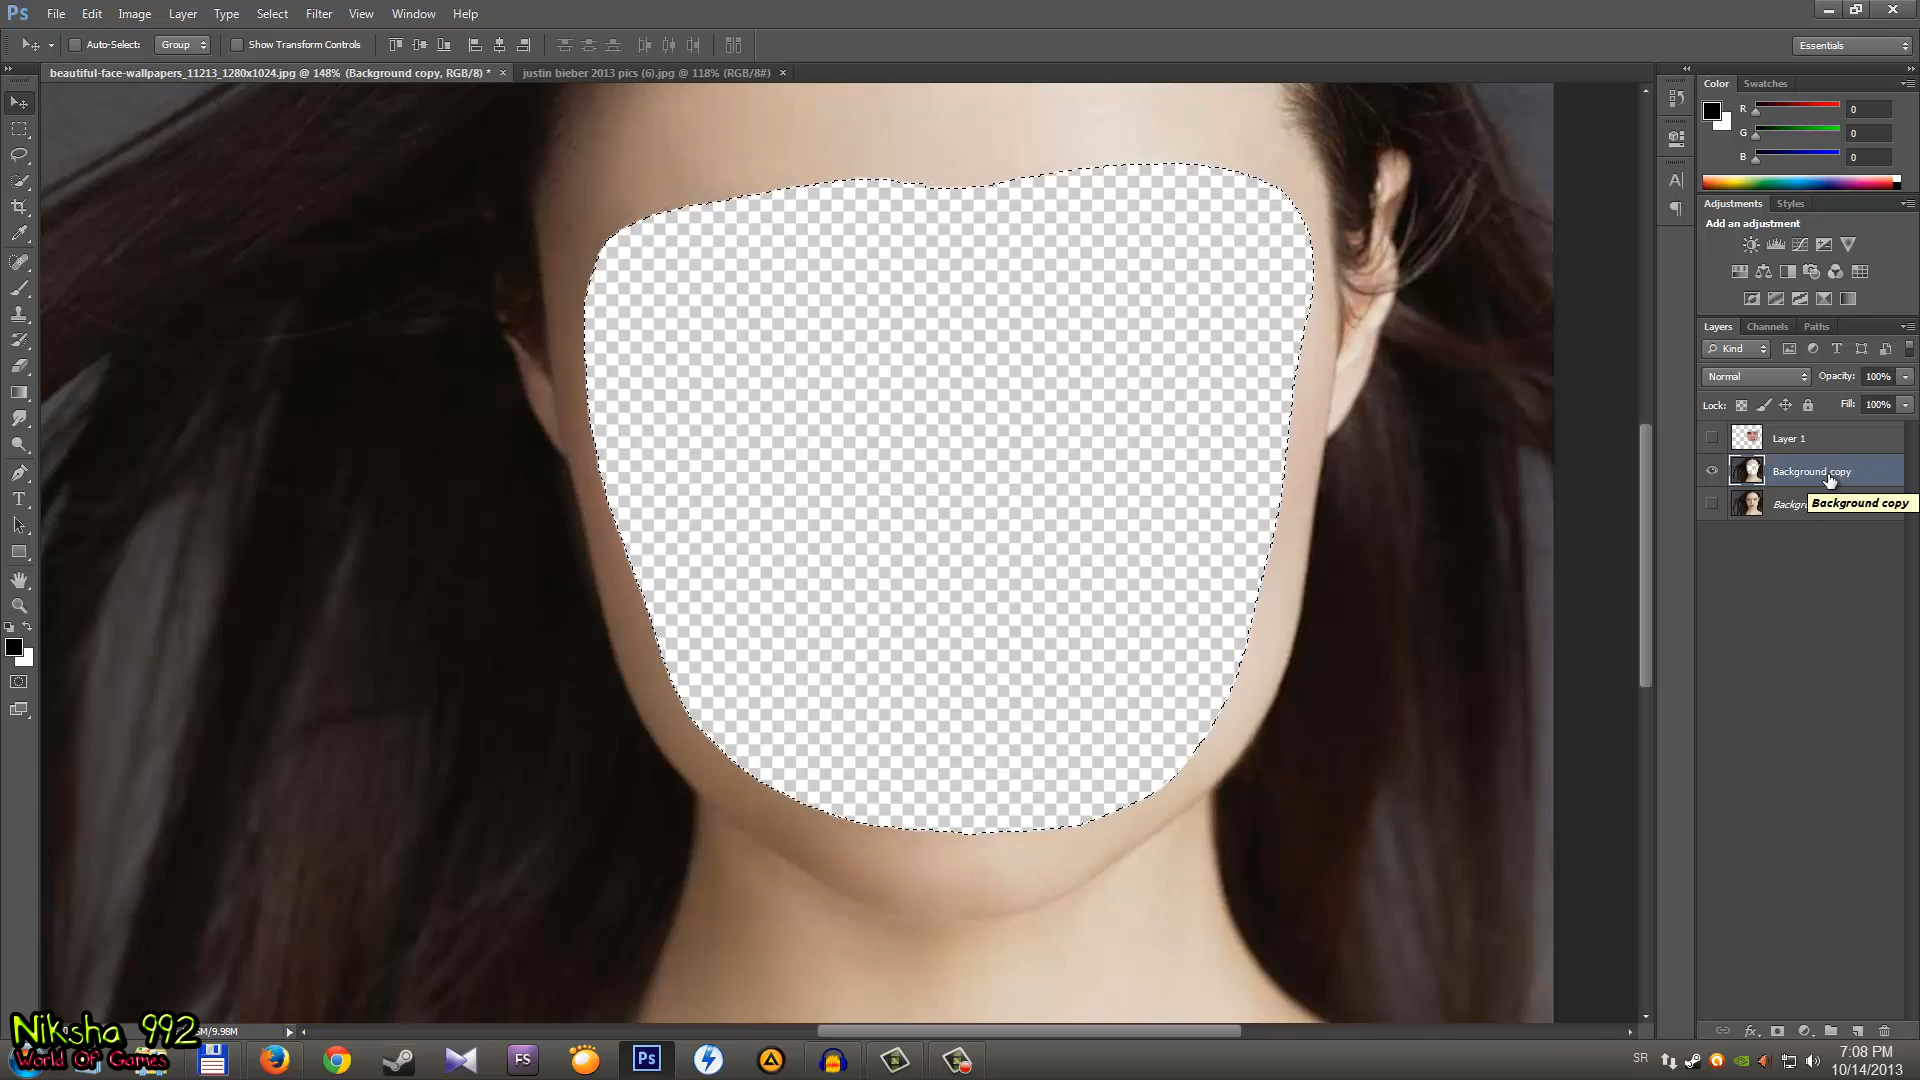 Ps File Edit Image Layer Type Select Filter View Window Help
Auto-Select: Group Show Transform Controls Essentials
beautiful-face-wallpapers_11213_1280x1024.jpg @ 148% (Background copy, RGB/8) * × justin bieber 2013 pics (6).jpg @ 118% (RGB/8#) ×
Color Swatches
R 0
G 0
B 0
Adjustments Styles
Add an adjustment
Layers Channels Paths
Kind
Normal Opacity: 100%
Lock: Fill: 100%
Layer 1
Background copy
Backgr
Background copy
Niksha 992
World Of Games
M/9.98M
FS
Ps
SR
7:08 PM
10/14/2013